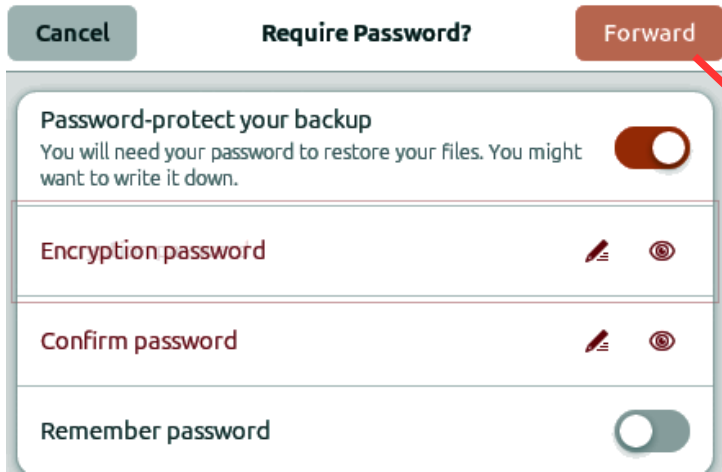 Cancel
Require Password?
Forward
Password-protect your backup
You will need your password to restore your files. You might
want to write it down.
Encryption password
Confirm password
Remember password